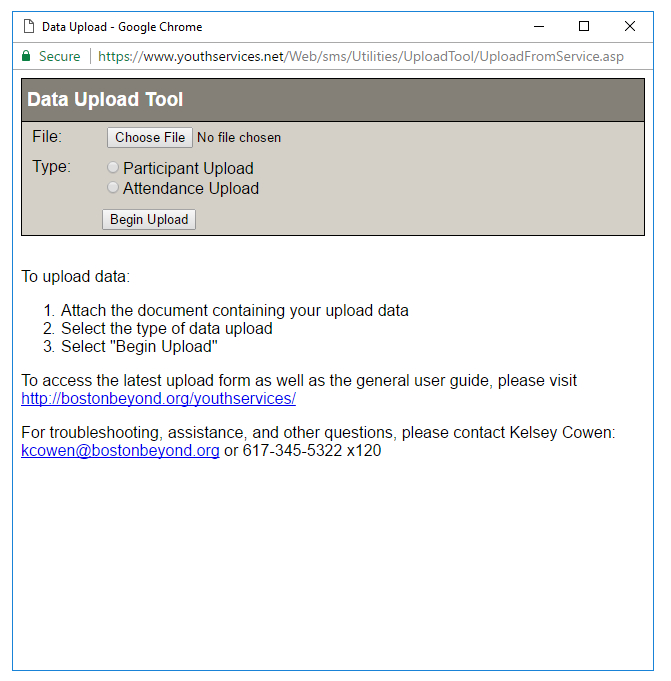 Data Upload - Google Chrome
Secure | https://www.youthservices.net/Web/sms/Utilities/UploadTool/UploadFromService.asp
Data Upload Tool
File: Choose File No file chosen
Type: Participant Upload
Attendance Upload
Begin Upload
To upload data:
1. Attach the document containing your upload data
2. Select the type of data upload
3. Select "Begin Upload"
To access the latest upload form as well as the general user guide, please visit
http://bostonbeyond.org/youthservices/
For troubleshooting, assistance, and other questions, please contact Kelsey Cowen:
kcowen@bostonbeyond.org or 617-345-5322 x120